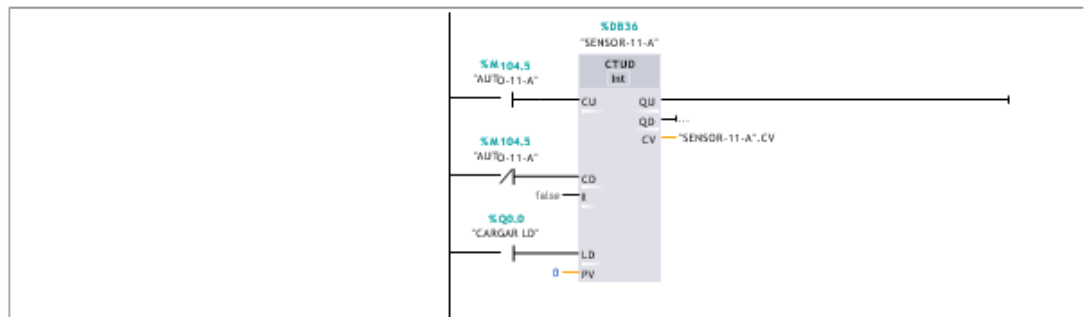 %DB36
"SENSOR-11-A"
%M104.5
"AUTO-11-A"
CTUD
Int
CU
QU
QD
...
CV
"SENSOR-11-A".CV
%M104.5
"AUTO-11-A"
CD
false
R
%Q0.0
"CARGAR LD"
LD
0
PV